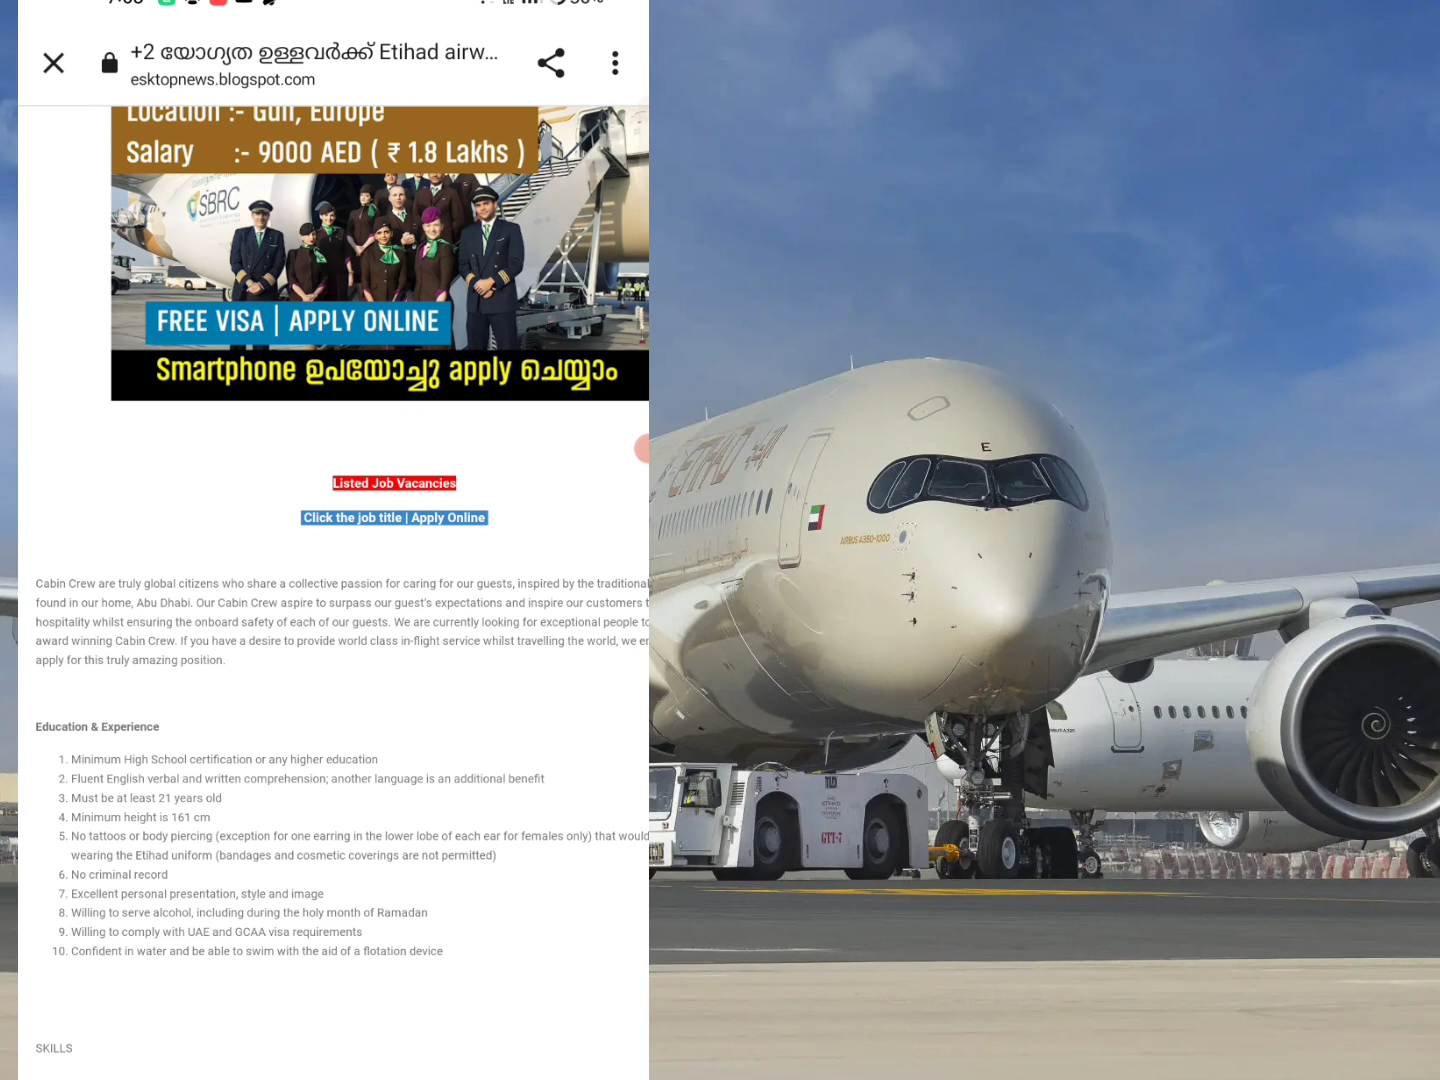 +2 യോഗ്യത ഉള്ളവർക്ക് Etihad airw...
esktopnews.blogspot.com
Location :- Gulf, Europe
Salary :- 9000 AED ( ₹ 1.8 Lakhs )
SBRC
FREE VISA | APPLY ONLINE
Smartphone ഉപയോച്ചു apply ചെയ്യാം
Listed Job Vacancies
Click the job title | Apply Online
Cabin Crew are truly global citizens who share a collective passion for caring for our guests, inspired by the traditional
found in our home, Abu Dhabi. Our Cabin Crew aspire to surpass our guest's expectations and inspire our customers t
hospitality whilst ensuring the onboard safety of each of our guests. We are currently looking for exceptional people to
award winning Cabin Crew. If you have a desire to provide world class in-flight service whilst travelling the world, we en
apply for this truly amazing position.
Education & Experience
1. Minimum High School certification or any higher education
2. Fluent English verbal and written comprehension; another language is an additional benefit
3. Must be at least 21 years old
4. Minimum height is 161 cm
5. No tattoos or body piercing (exception for one earring in the lower lobe of each ear for females only) that would
wearing the Etihad uniform (bandages and cosmetic coverings are not permitted)
6. No criminal record
7. Excellent personal presentation, style and image
8. Willing to serve alcohol, including during the holy month of Ramadan
9. Willing to comply with UAE and GCAA visa requirements
10. Confident in water and be able to swim with the aid of a flotation device
SKILLS
E
ETIHAD
AIRBUS A350-1000
TLD
GTT-7